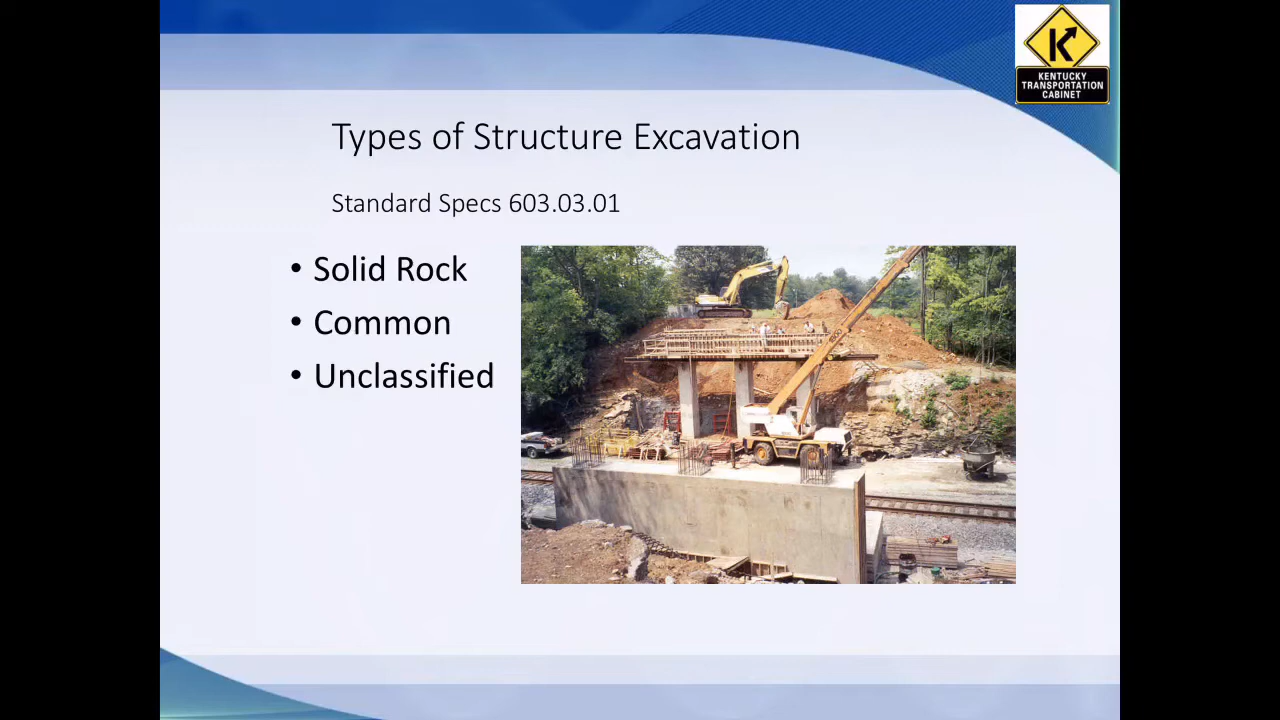 KENTUCKY
TRANSPORTATION
CABINET
Types of Structure Excavation
Standard Specs 603.03.01
• Solid Rock
• Common
• Unclassified